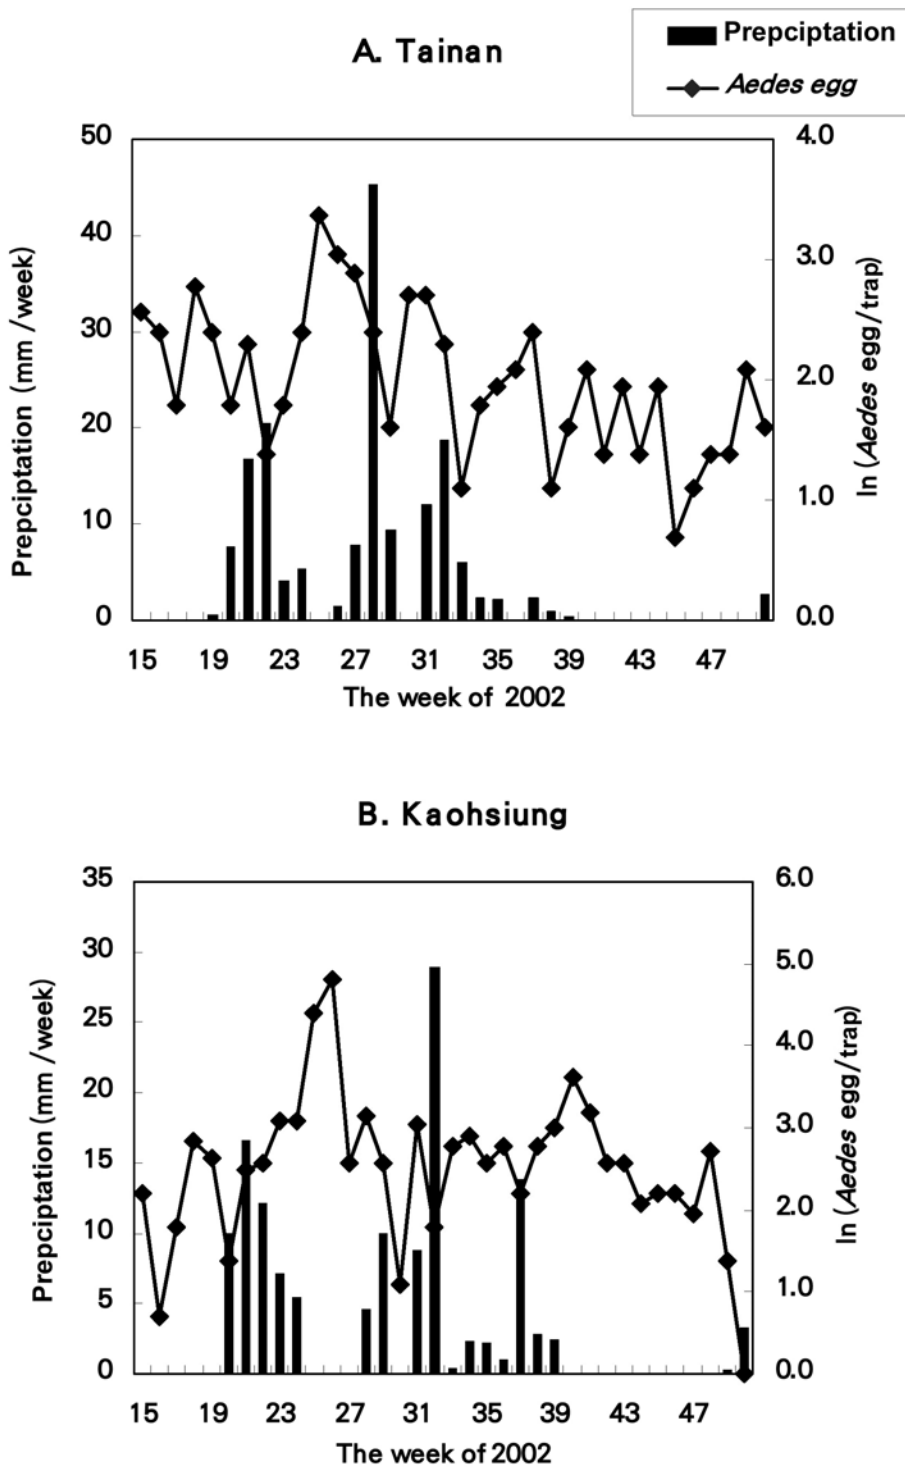 A. Tainan
Prepciptation
Aedes egg
50
40
30
20
10
0
4.0
3.0
2.0
1.0
0.0
Prepciptation (mm /week)
ln (Aedes egg/trap)
15 19 23 27 31 35 39 43 47
The week of 2002
B. Kaohsiung
35
30
25
20
15
10
5
0
6.0
5.0
4.0
3.0
2.0
1.0
0.0
Prepciptation (mm /week)
ln (Aedes egg/trap)
15 19 23 27 31 35 39 43 47
The week of 2002